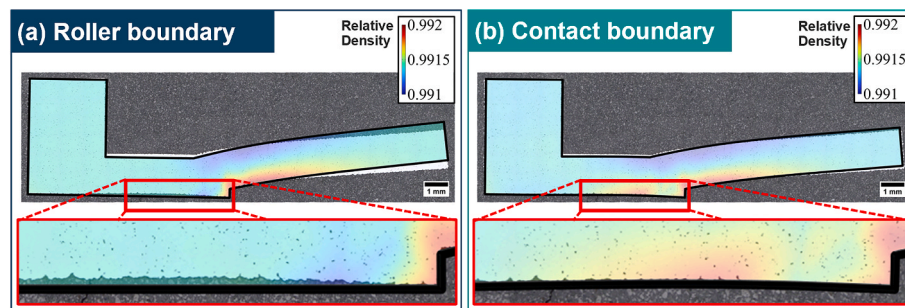 (a) Roller boundary
Relative
Density
0.992
0.9915
0.991
1 mm
(b) Contact boundary
Relative
Density
0.992
0.9915
0.991
1 mm